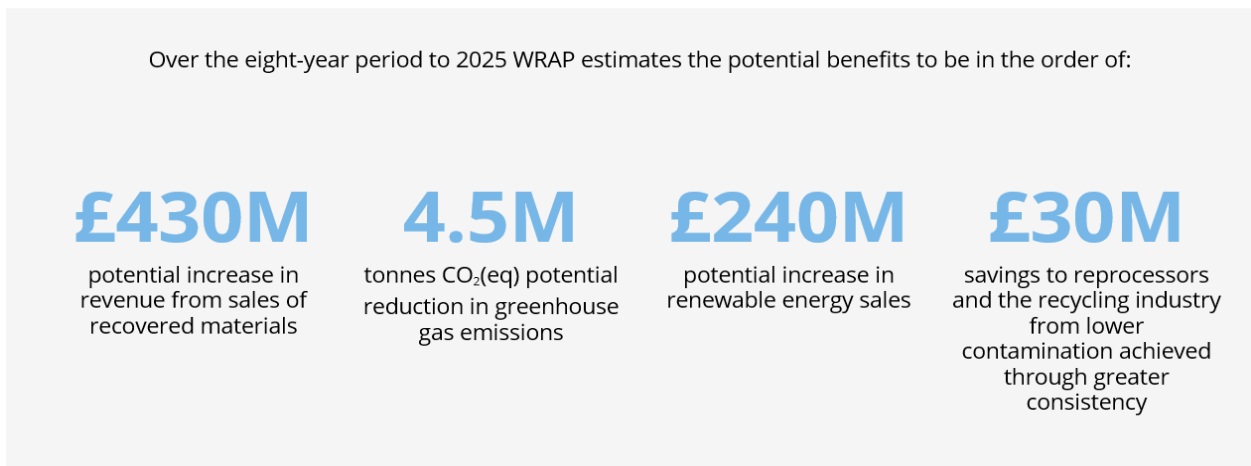 Over the eight-year period to 2025 WRAP estimates the potential benefits to be in the order of:
£430M
potential increase in
revenue from sales of
recovered materials
4.5M
tonnes CO₂(eq) potential
reduction in greenhouse
gas emissions
£240M
potential increase in
renewable energy sales
£30M
savings to reprocessors
and the recycling industry
from lower
contamination achieved
through greater
consistency